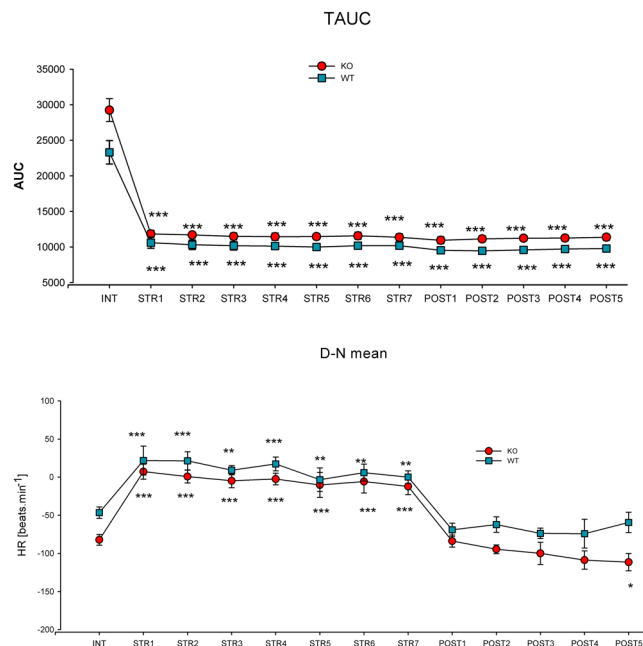 TAUC
35000
30000
25000
20000
15000
10000
5000
AUC
KO
WT
***
*** *** *** *** *** *** *** *** *** *** ***
*** *** *** *** *** *** *** *** *** *** *** ***
INT STR1 STR2 STR3 STR4 STR5 STR6 STR7 POST1 POST2 POST3 POST4 POST5
D-N mean
100
50
0
-50
-100
-150
-200
HR [beats.min-1]
KO
WT
*** *** ** *** ** ** **
*** *** *** *** *** *** ***
*
INT STR1 STR2 STR3 STR4 STR5 STR6 STR7 POST1 POST2 POST3 POST4 POST5